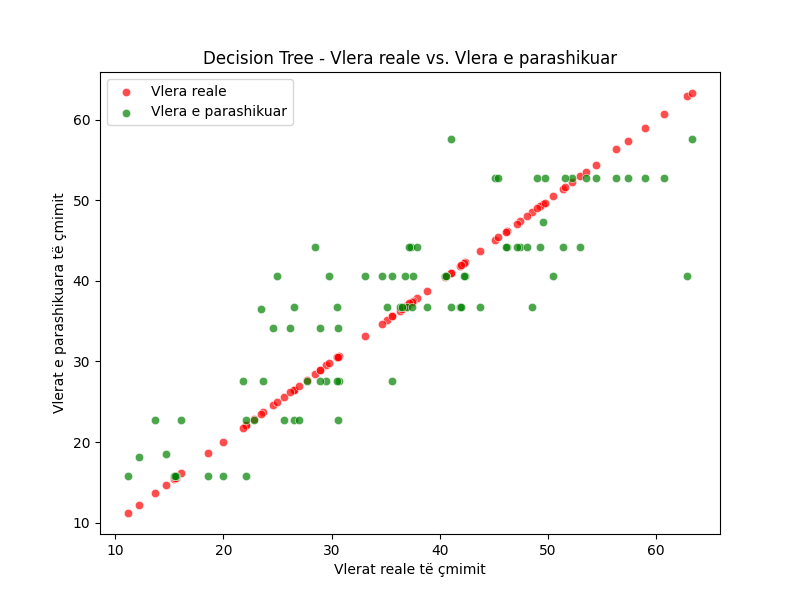 Decision Tree - Vlera reale vs. Vlera e parashikuar
Vlera reale
Vlera e parashikuar
Vlerat e parashikuara të çmimit
60
50
40
30
20
10
10 20 30 40 50 60
Vlerat reale të çmimit